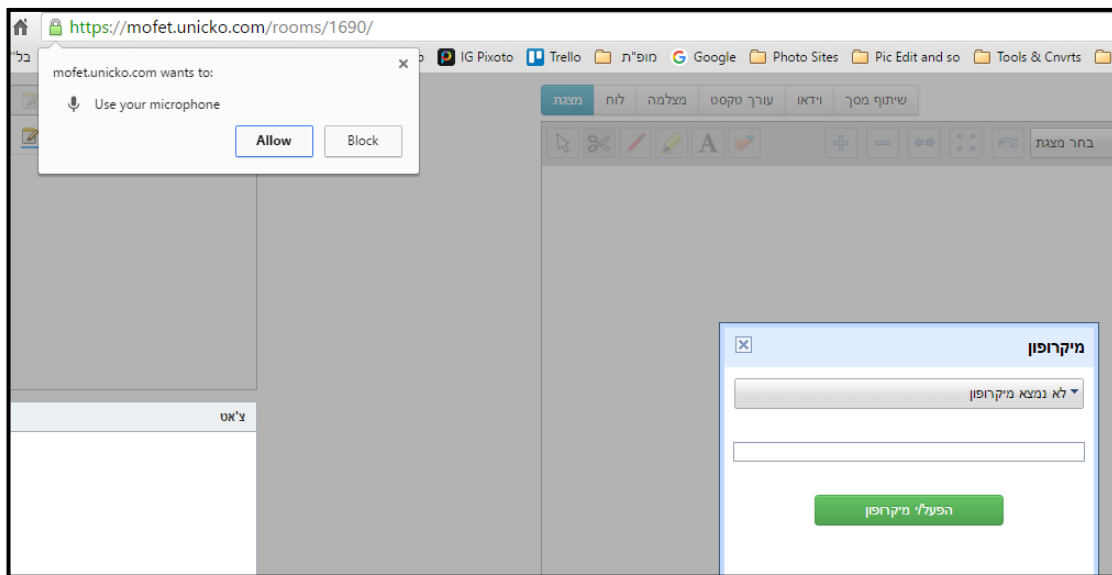 https://mofet.unicko.com/rooms/1690/
IG Pixoto Trello מופ"ת Google Photo Sites Pic Edit and so Tools & Cnvrts
mofet.unicko.com wants to:
Use your microphone
Allow Block
מצגת לוח מצלמה עורך טקסט וידאו שיתוף מסך
A בחר מצגת
מיקרופון
לא נמצא מיקרופון
צ'אט
הפעל/י מיקרופון